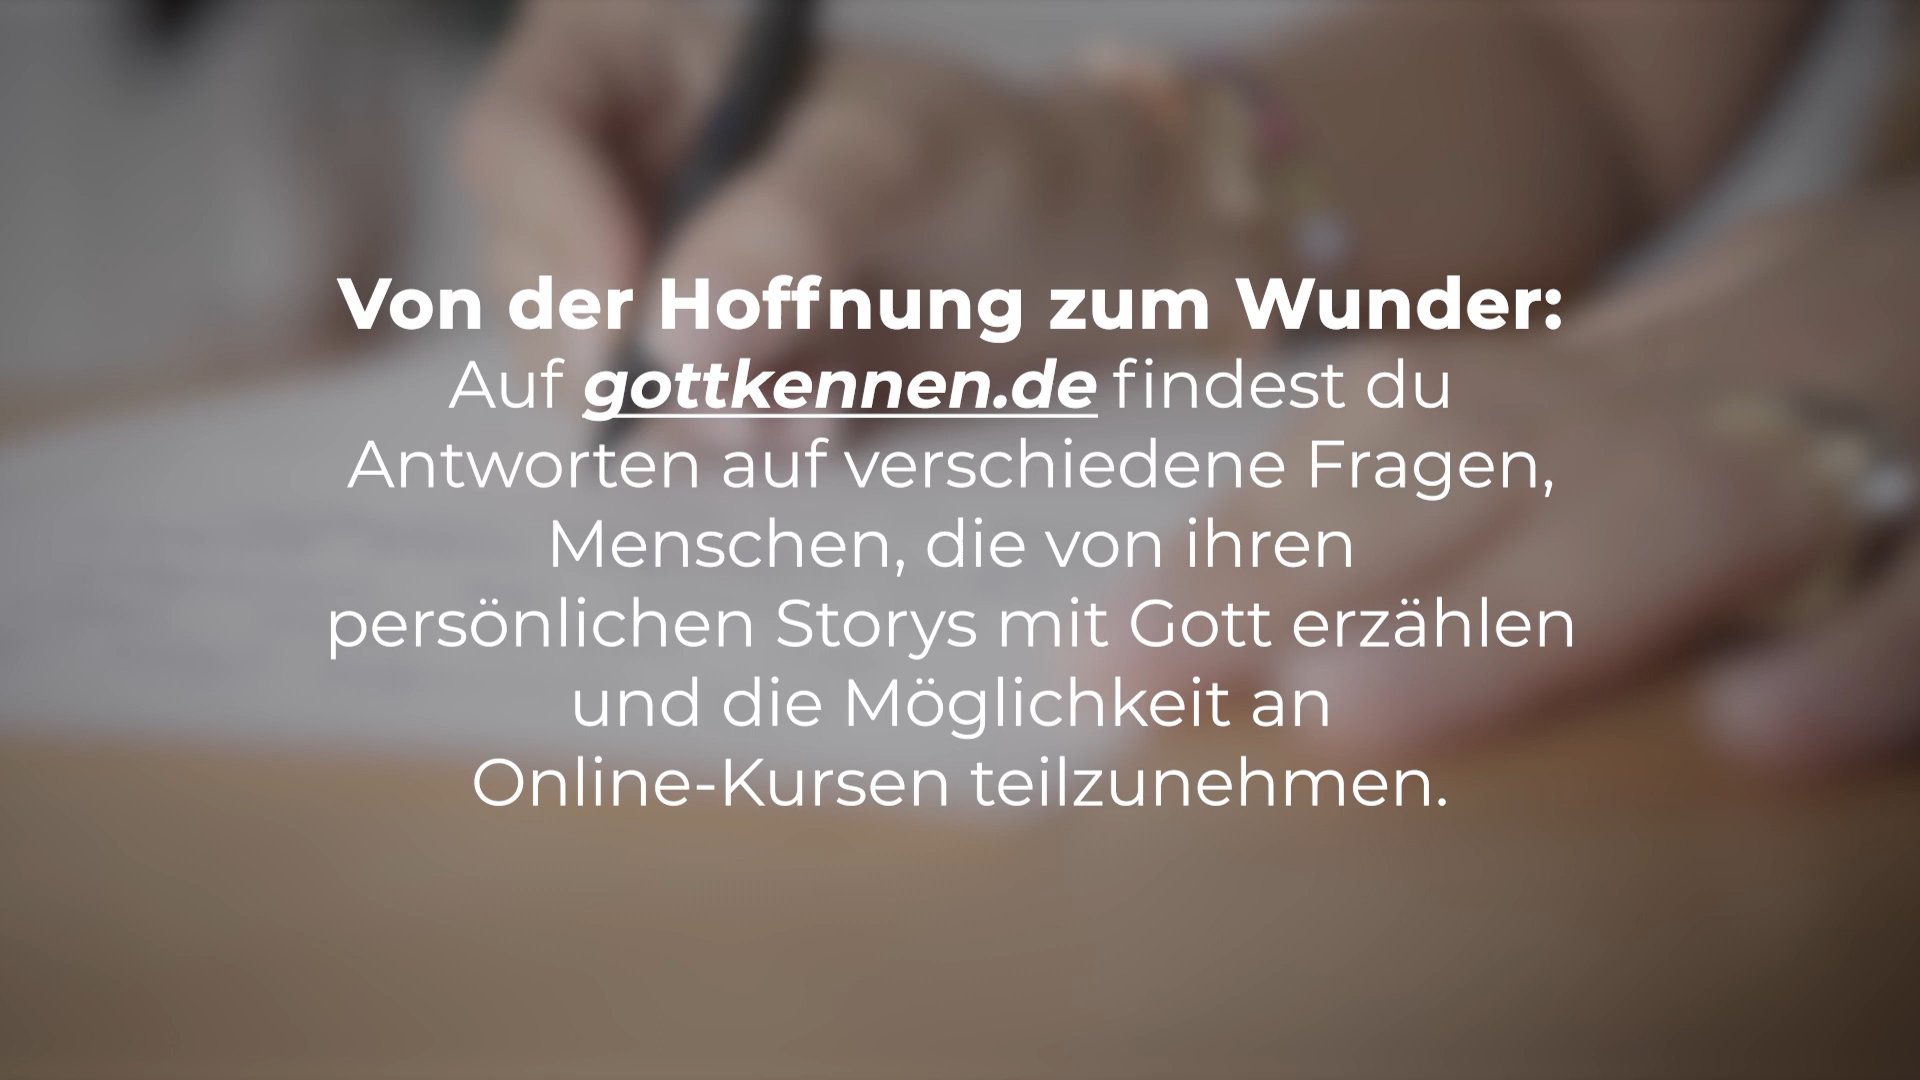 Von der Hoffnung zum Wunder:
Auf gottkennen.de findest du
Antworten auf verschiedene Fragen,
Menschen, die von ihren
persönlichen Storys mit Gott erzählen
und die Möglichkeit an
Online-Kursen teilzunehmen.